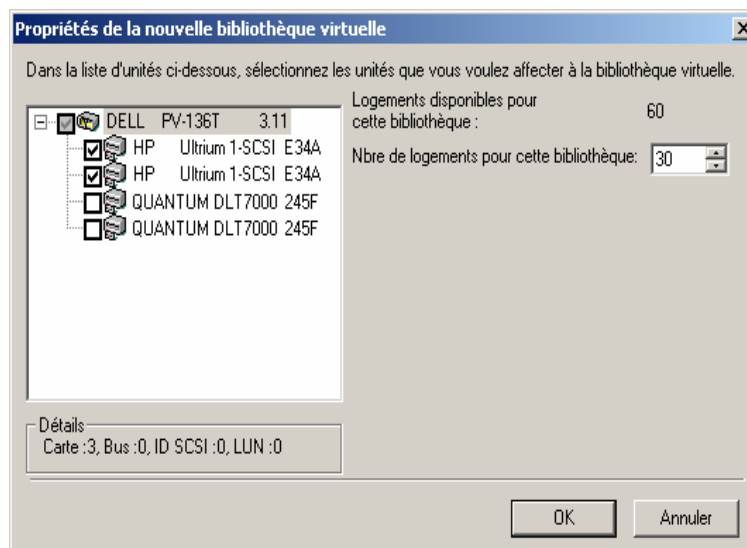 Propriétés de la nouvelle bibliothèque virtuelle
Dans la liste d'unités ci-dessous, sélectionnez les unités que vous voulez affecter à la bibliothèque virtuelle.
DELL PV-136T 3.11
HP Ultrium 1-SCSI E34A
HP Ultrium 1-SCSI E34A
QUANTUM DLT7000 245F
QUANTUM DLT7000 245F
Logements disponibles pour
cette bibliothèque : 60
Nbre de logements pour cette bibliothèque: 30
Détails
Carte :3, Bus :0, ID SCSI :0, LUN :0
OK Annuler